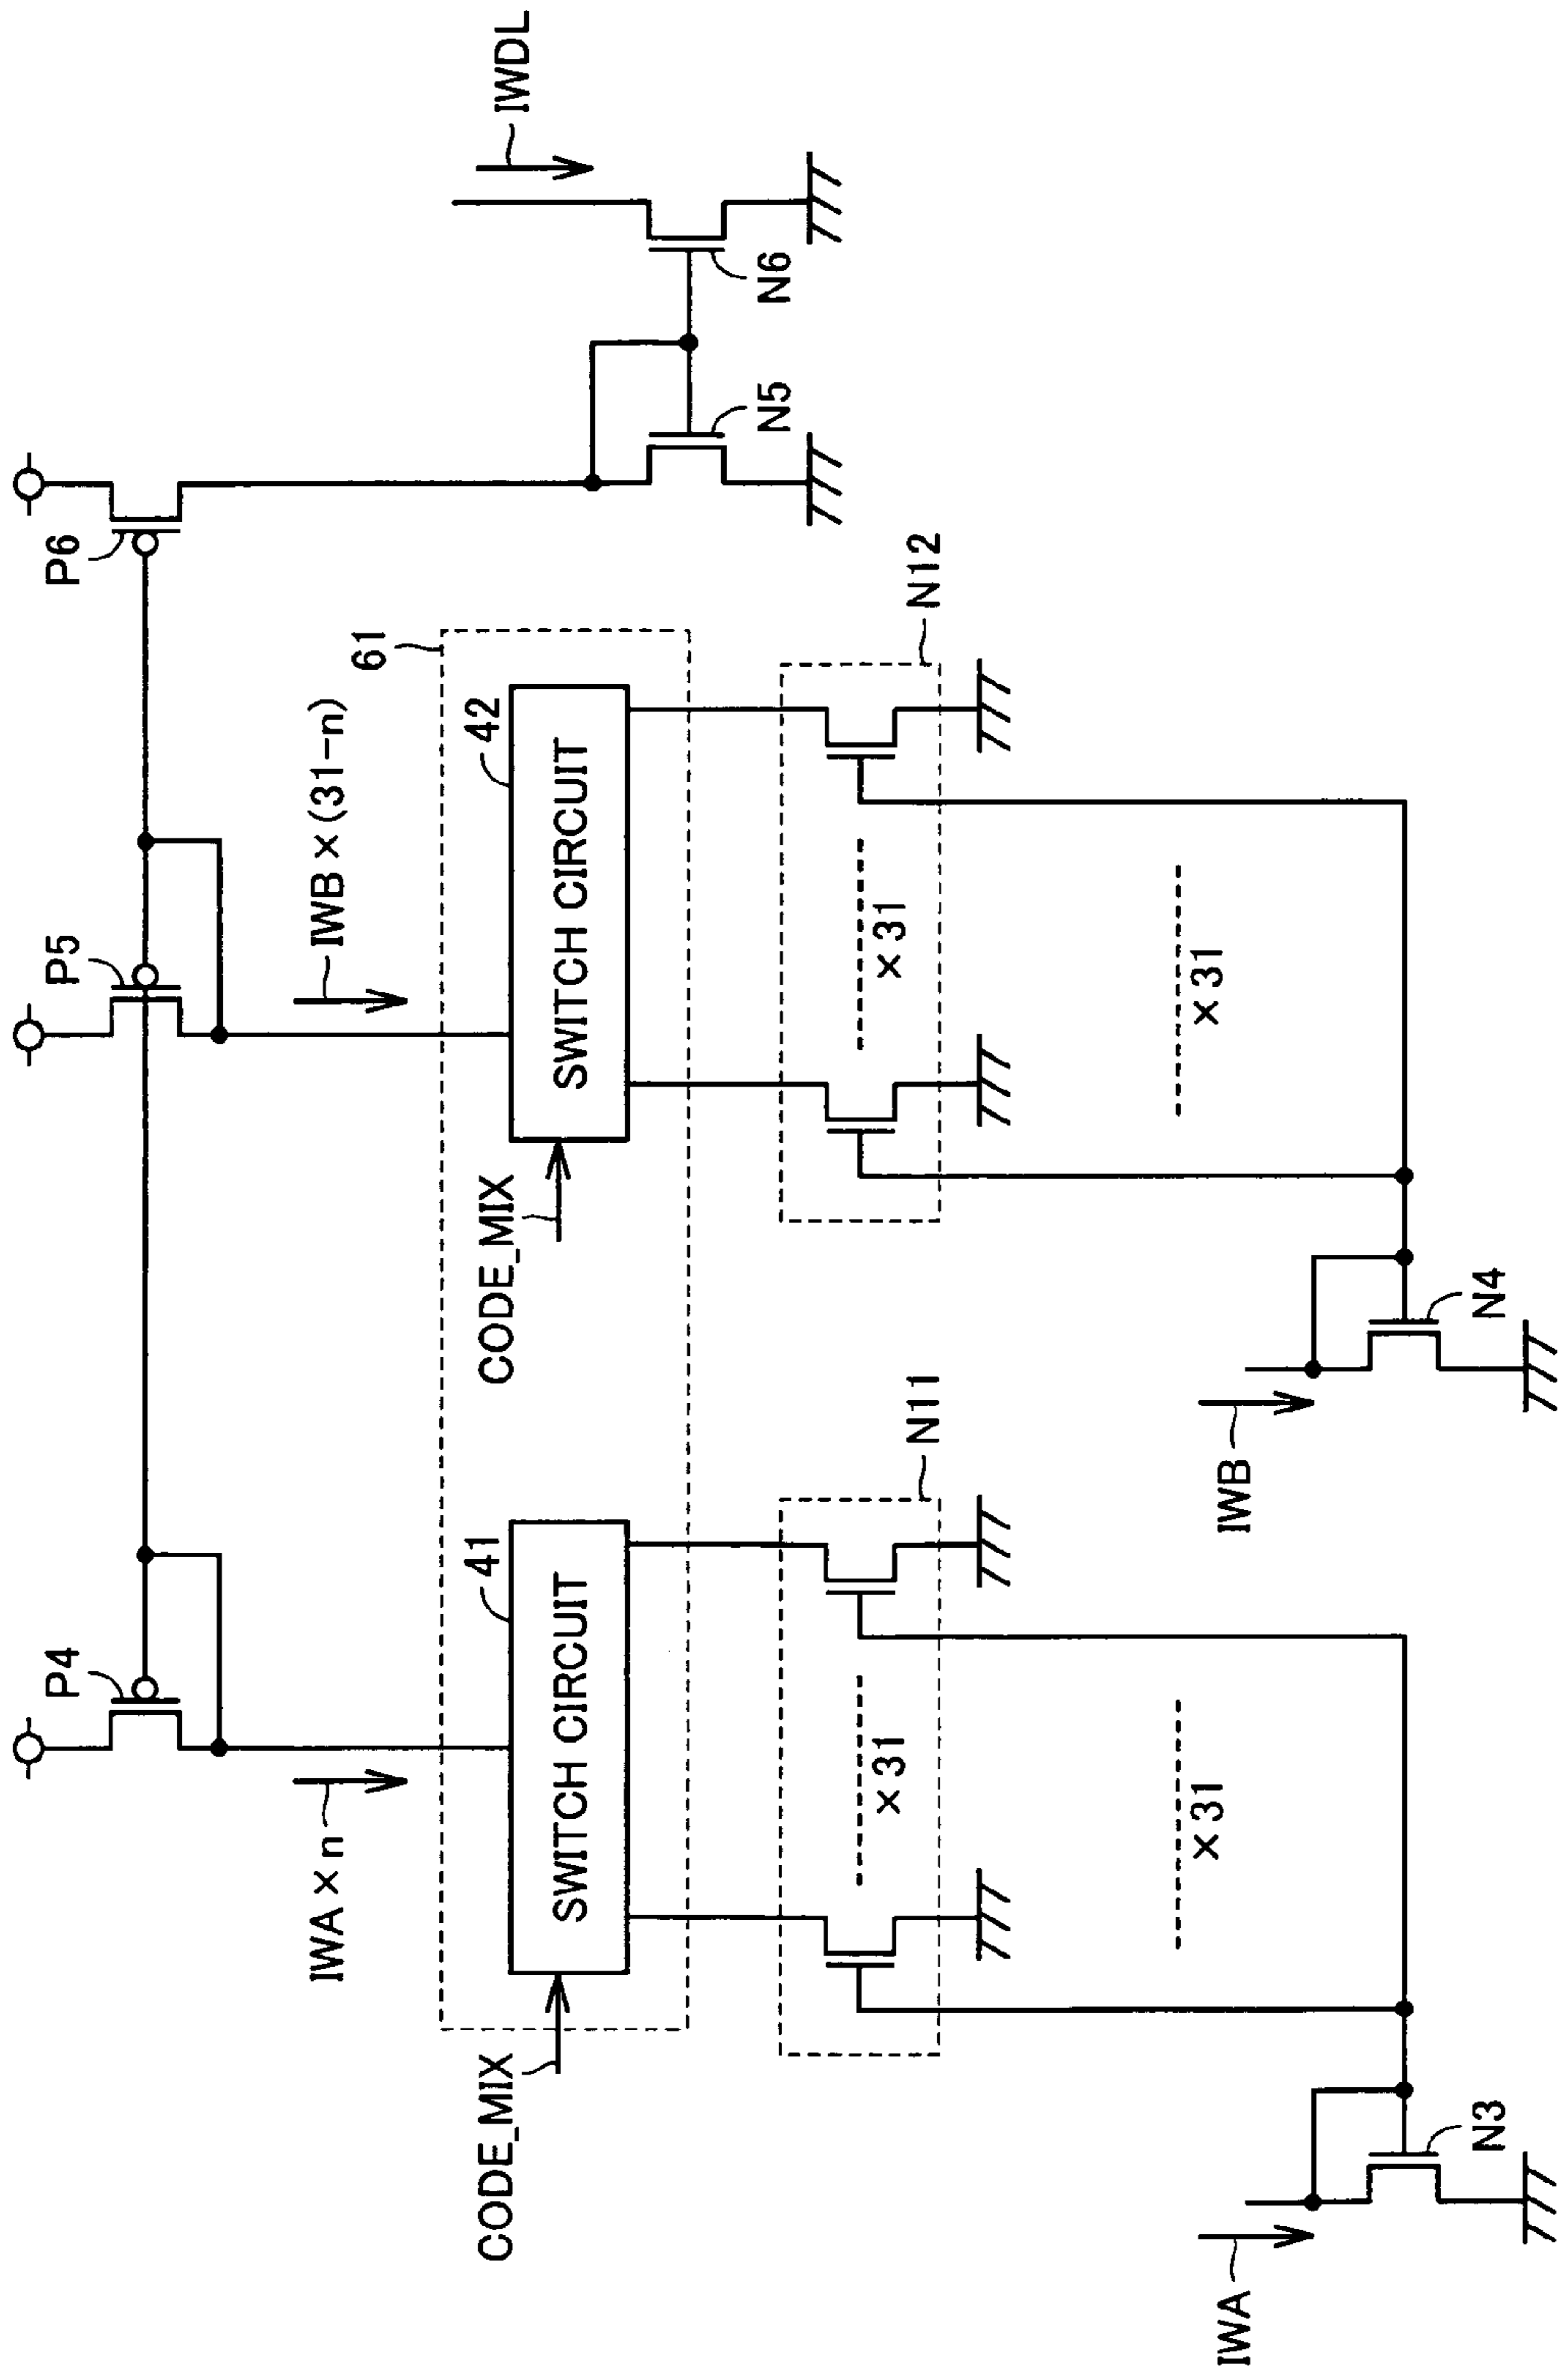 P4
P5
P6
IWA×n
IWB×(31−n)
61
IWDL
CODE_MIX
41
SWITCH CIRCUIT
CODE_MIX
42
SWITCH CIRCUIT
N5
N6
N11
×31
N12
×31
×31
×31
IWA
N3
IWB
N4